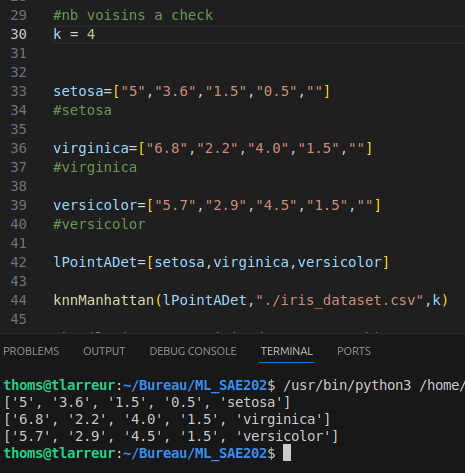 29 #nb voisins a check
30 k = 4
31
32
33 setosa=["5","3.6","1.5","0.5",""]
34 #setosa
35
36 virginica=["6.8","2.2","4.0","1.5",""]
37 #virginica
38
39 versicolor=["5.7","2.9","4.5","1.5",""]
40 #versicolor
41
42 lPointADet=[setosa,virginica,versicolor]
43
44 knnManhattan(lPointADet,"./iris_dataset.csv",k)
45
PROBLEMS OUTPUT DEBUG CONSOLE TERMINAL PORTS
thoms@tlarreur:~/Bureau/ML_SAE202$ /usr/bin/python3 /home/
['5', '3.6', '1.5', '0.5', 'setosa']
['6.8', '2.2', '4.0', '1.5', 'virginica']
['5.7', '2.9', '4.5', '1.5', 'versicolor']
thoms@tlarreur:~/Bureau/ML_SAE202$